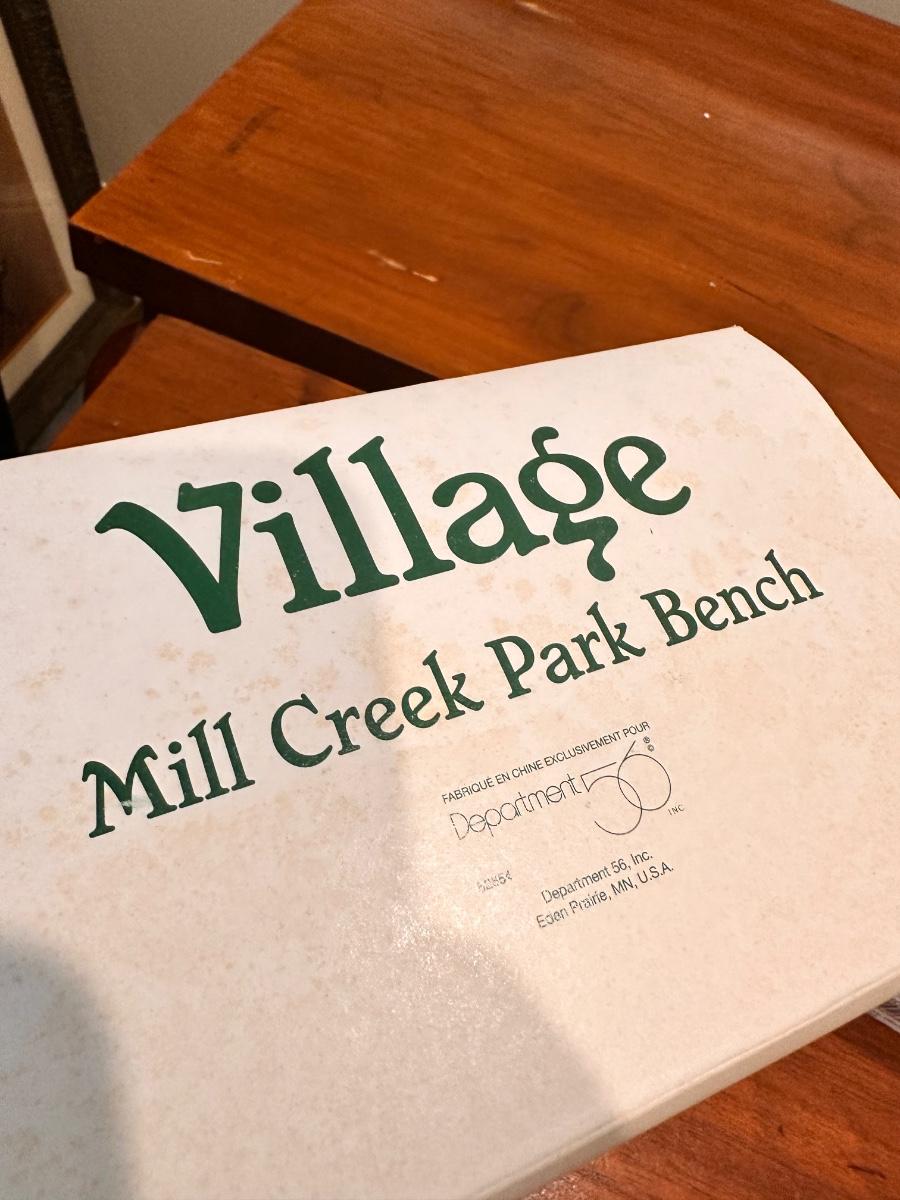 Village
Mill Creek Park Bench
FABRIQUÉ EN CHINE EXCLUSIVEMENT POUR
Department 56 ® ©
INC
Department 56, Inc.
Eden Prairie, MN, U.S.A.